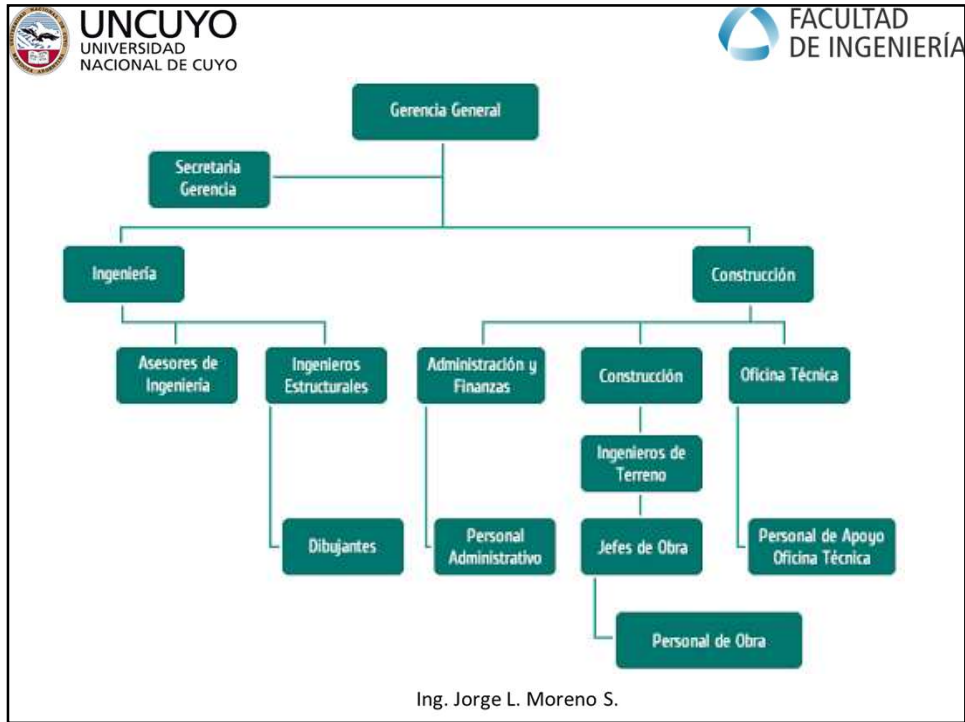 UNCUYO
UNIVERSIDAD
NACIONAL DE CUYO
FACULTAD
DE INGENIERÍA
Gerencia General
Secretaria
Gerencia
Ingeniería
Construcción
Asesores de
Ingeniería
Ingenieros
Estructurales
Administración y
Finanzas
Construcción
Oficina Técnica
Ingenieros de
Terreno
Dibujantes
Personal
Administrativo
Jefes de Obra
Personal de Apoyo
Oficina Técnica
Personal de Obra
Ing. Jorge L. Moreno S.